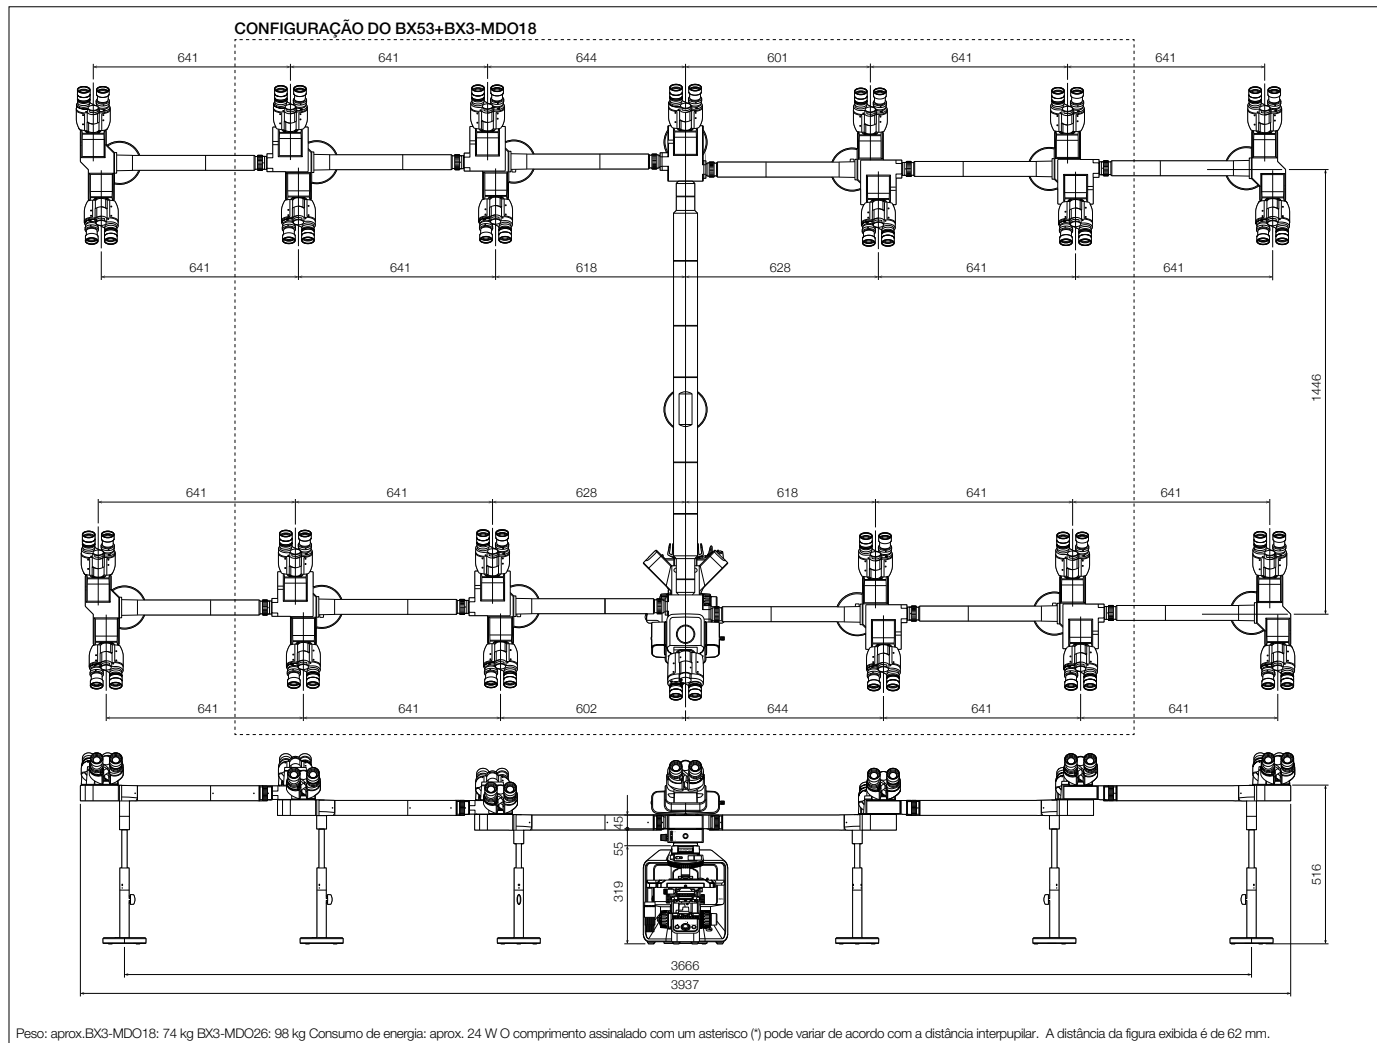 CONFIGURAÇÃO DO BX53+BX3-MDO18
641 641 644 601 641 641
641 641 618 628 641 641
1446
641 641 628 618 641 641
641 641 602 644 641 641
45
55
319
516
3666
3937
Peso: aprox.BX3-MDO18: 74 kg BX3-MDO26: 98 kg Consumo de energia: aprox. 24 W O comprimento assinalado com um asterisco (*) pode variar de acordo com a distância interpupilar. A distância da figura exibida é de 62 mm.